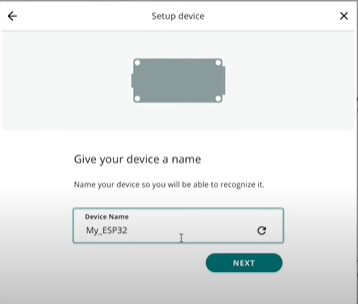 Setup device
Give your device a name
Name your device so you will be able to recognize it.
Device Name
My_ESP32
NEXT